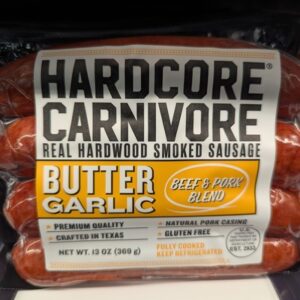 HARDCORE
CARNIVORE®
REAL HARDWOOD SMOKED SAUSAGE
BUTTER
GARLIC
BEEF & PORK
BLEND
PREMIUM QUALITY
CRAFTED IN TEXAS
NATURAL PORK CASING
GLUTEN FREE
NET WT. 13 OZ (369 g)
FULLY COOKED
KEEP REFRIGERATED